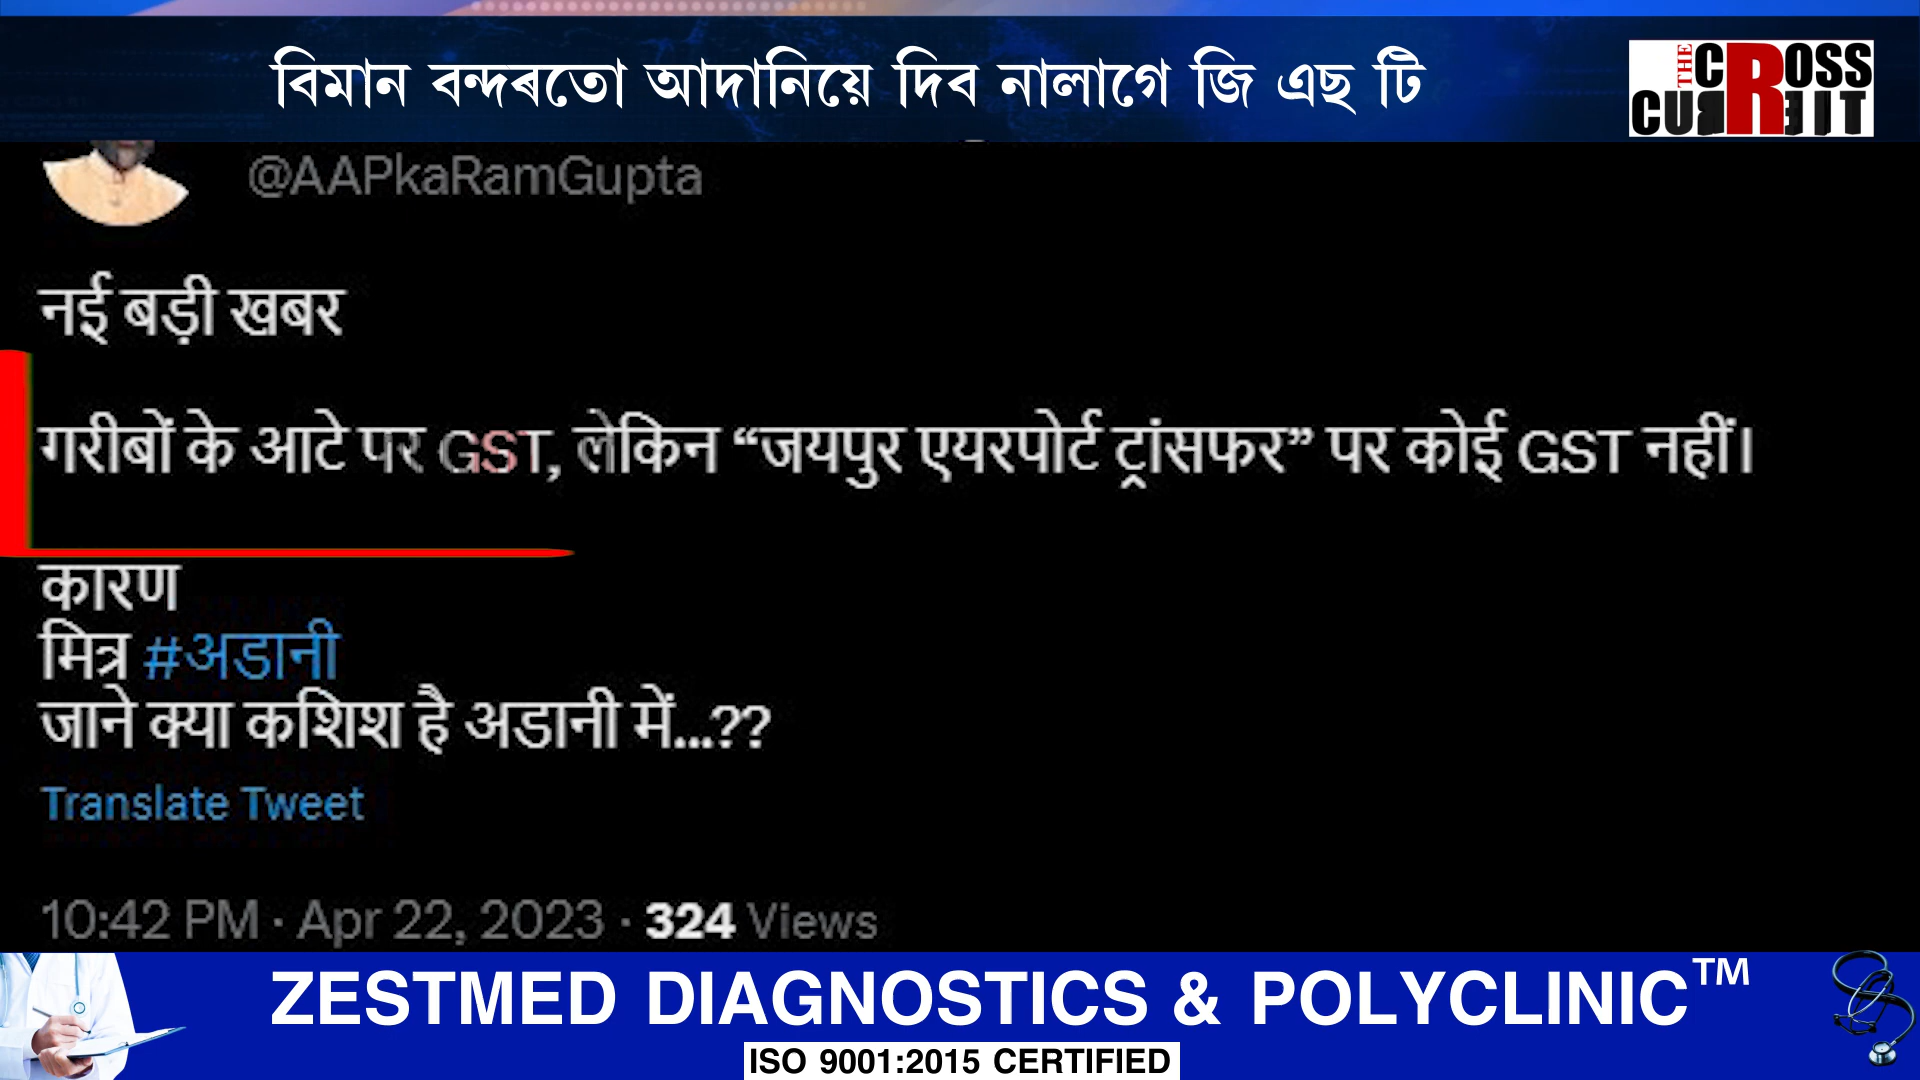 বিমান বন্দৰতো আদানিয়ে দিব নালাগে জি এছ টি
THE CROSS
CURREIT
@AAPkaRamGupta
नई बड़ी खबर
गरीबों के आटे पर GST, लेकिन “जयपुर एयरपोर्ट ट्रांसफर” पर कोई GST नहीं।
कारण
मित्र #अडानी
जाने क्या कशिश है अडानी में...??
Translate Tweet
10:42 PM · Apr 22, 2023 · 324 Views
ZESTMED DIAGNOSTICS & POLYCLINIC™
ISO 9001:2015 CERTIFIED